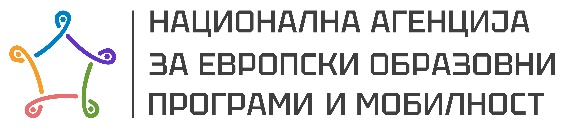 НАЦИОНАЛНА АГЕНЦИЈА
ЗА ЕВРОПСКИ ОБРАЗОВНИ
ПРОГРАМИ И МОБИЛНОСТ